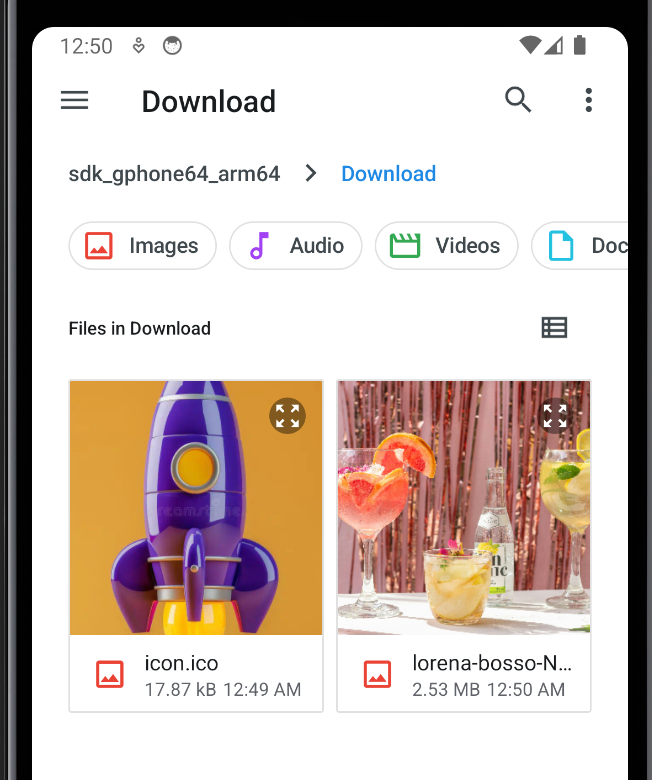 12:50
Download
sdk_gphone64_arm64 > Download
Images
Audio
Videos
Doc
Files in Download
icon.ico
17.87 kB 12:49 AM
lorena-bosso-N...
2.53 MB 12:50 AM